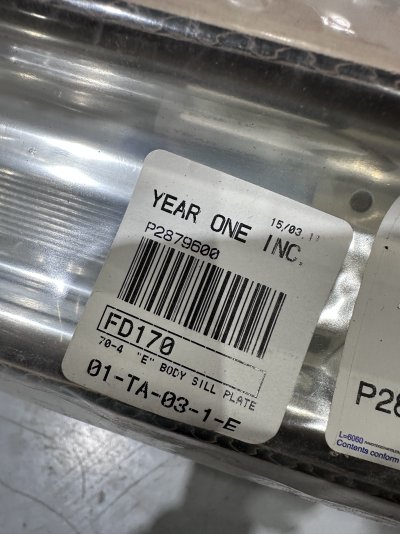 15/03
YEAR ONE INC.
P2879600
FD170
70-4 "E" BODY SILL PLATE
01-TA-03-1-E
P28
L=6060
Contents conform